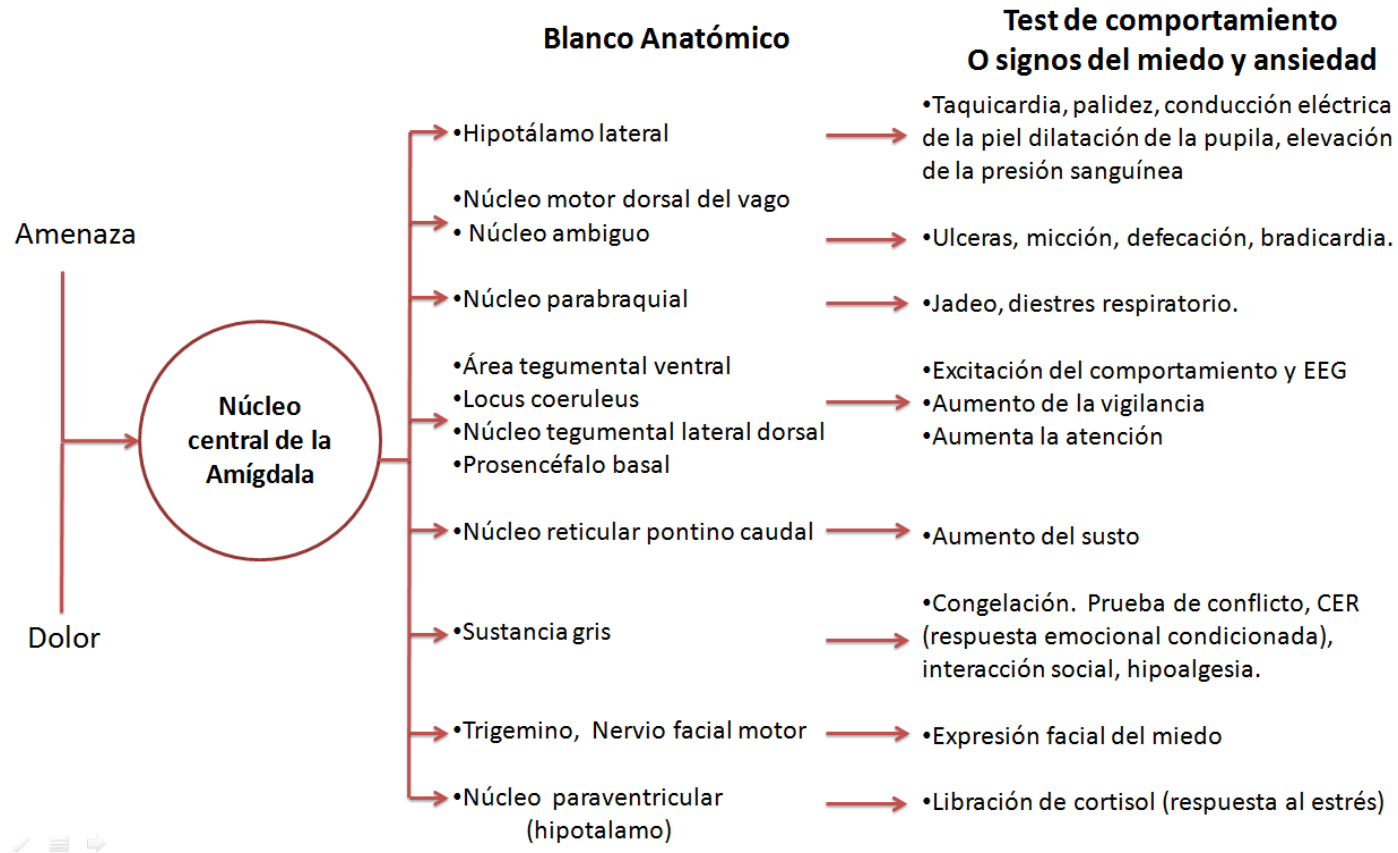 Blanco Anatómico
Test de comportamiento
O signos del miedo y ansiedad
Amenaza
Dolor
Núcleo
central de la
Amígdala
•Hipotálamo lateral
•Taquicardia, palidez, conducción eléctrica
de la piel dilatación de la pupila, elevación
de la presión sanguínea
•Núcleo motor dorsal del vago
• Núcleo ambiguo
•Ulceras, micción, defecación, bradicardia.
•Núcleo parabraquial
•Jadeo, diestres respiratorio.
•Área tegumental ventral
•Locus coeruleus
•Núcleo tegumental lateral dorsal
•Prosencéfalo basal
•Excitación del comportamiento y EEG
•Aumento de la vigilancia
•Aumenta la atención
•Núcleo reticular pontino caudal
•Aumento del susto
•Sustancia gris
•Congelación. Prueba de conflicto, CER
(respuesta emocional condicionada),
interacción social, hipoalgesia.
•Trigemino, Nervio facial motor
•Expresión facial del miedo
•Núcleo paraventricular
(hipotalamo)
•Libración de cortisol (respuesta al estrés)